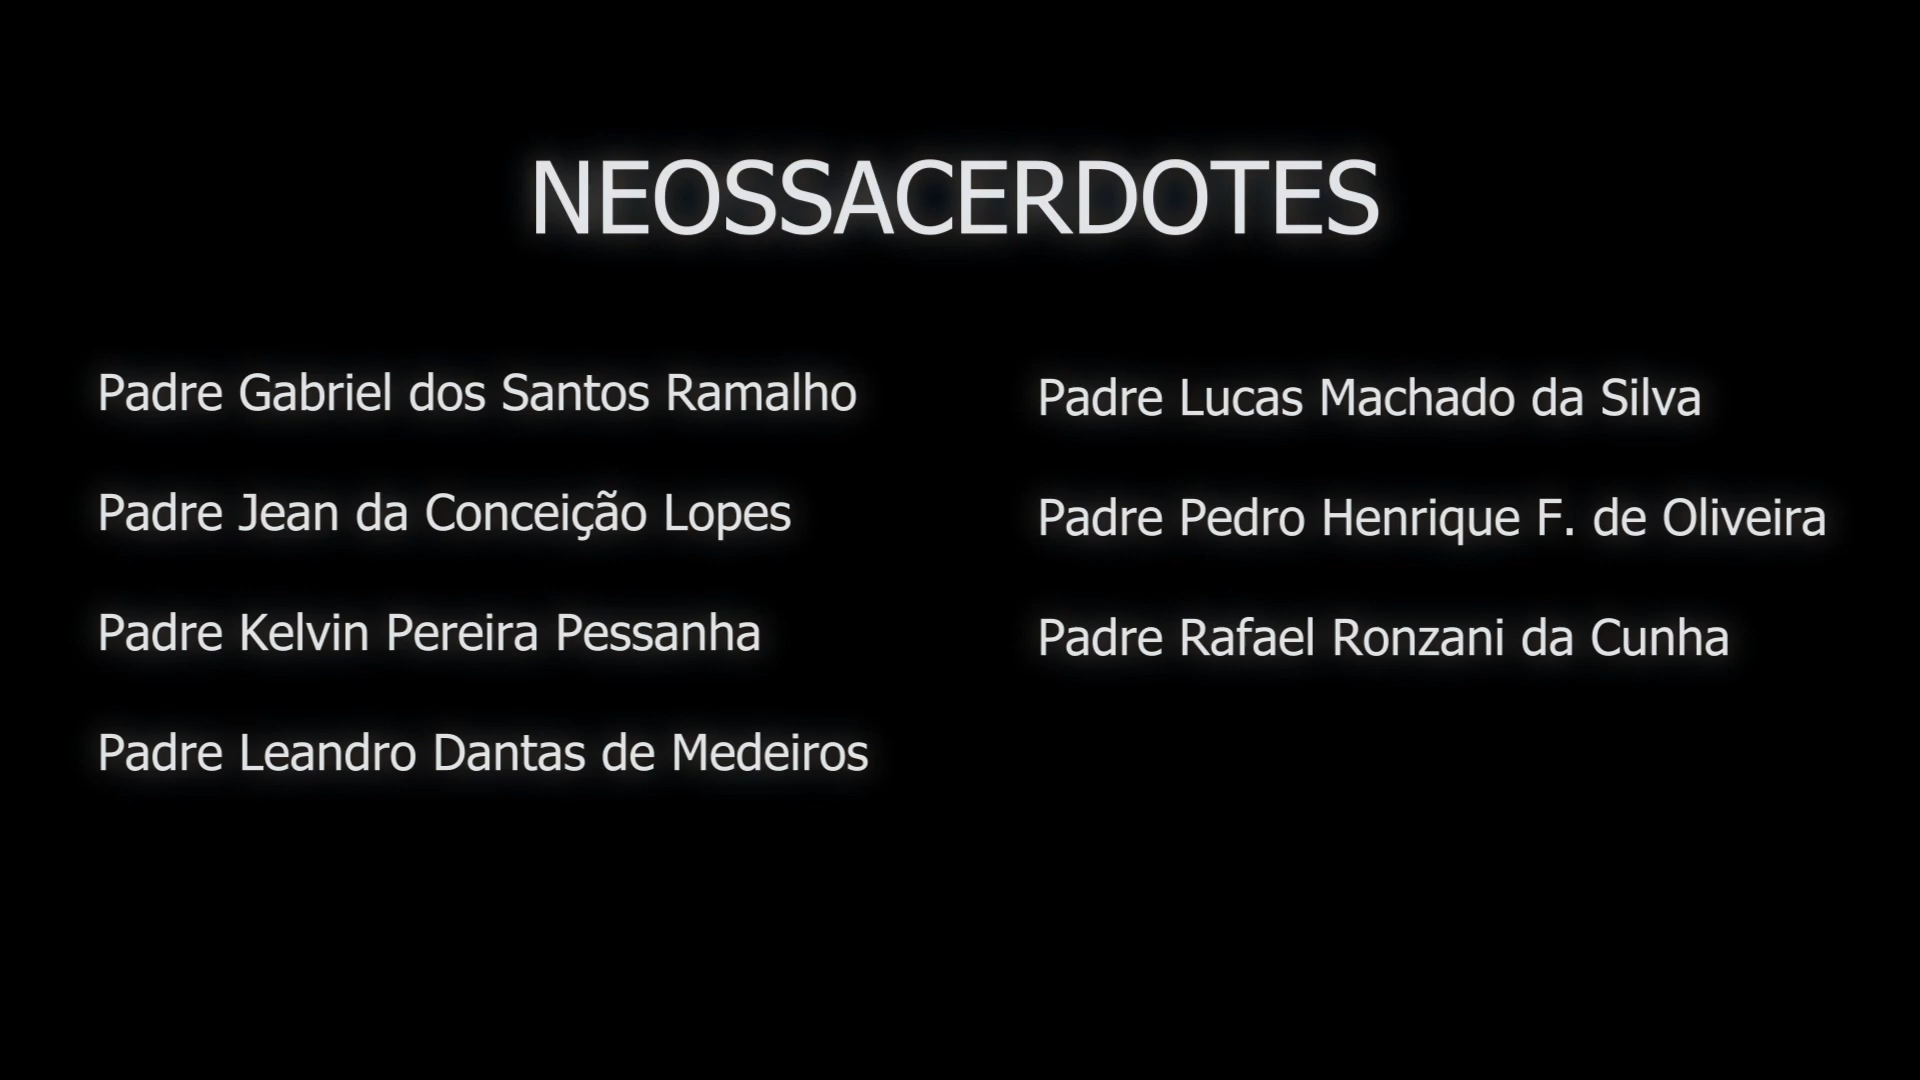 NEOSSACERDOTES
Padre Gabriel dos Santos Ramalho
Padre Jean da Conceição Lopes
Padre Kelvin Pereira Pessanha
Padre Leandro Dantas de Medeiros
Padre Lucas Machado da Silva
Padre Pedro Henrique F. de Oliveira
Padre Rafael Ronzani da Cunha